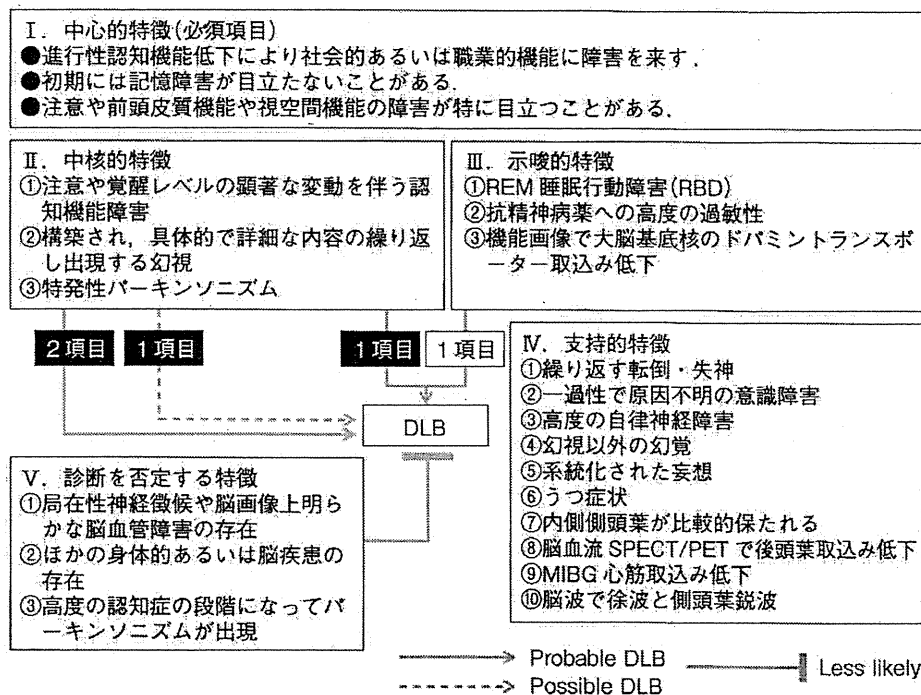 Ⅰ．中心的特徴(必須項目)
●進行性認知機能低下により社会的あるいは職業的機能に障害を来す．
●初期には記憶障害が目立たないことがある．
●注意や前頭皮質機能や視空間機能の障害が特に目立つことがある．
Ⅱ．中核的特徴
①注意や覚醒レベルの顕著な変動を伴う認
知機能障害
②構築され，具体的で詳細な内容の繰り返
し出現する幻視
③特発性パーキンソニズム
Ⅲ．示唆的特徴
①REM 睡眠行動障害(RBD)
②抗精神病薬への高度の過敏性
③機能画像で大脳基底核のドパミントランスポ
ーター取込み低下
2項目 1項目 1項目 1項目
DLB
Ⅳ．支持的特徴
①繰り返す転倒・失神
②一過性で原因不明の意識障害
③高度の自律神経障害
④幻視以外の幻覚
⑤系統化された妄想
⑥うつ症状
⑦内側側頭葉が比較的保たれる
⑧脳血流 SPECT/PET で後頭葉取込み低下
⑨MIBG 心筋取込み低下
⑩脳波で徐波と側頭葉鋭波
Ⅴ．診断を否定する特徴
①局在性神経徴候や脳画像上明ら
かな脳血管障害の存在
②ほかの身体的あるいは脳疾患の
存在
③高度の認知症の段階になってパ
ーキンソニズムが出現
Probable DLB
Possible DLB
Less likely